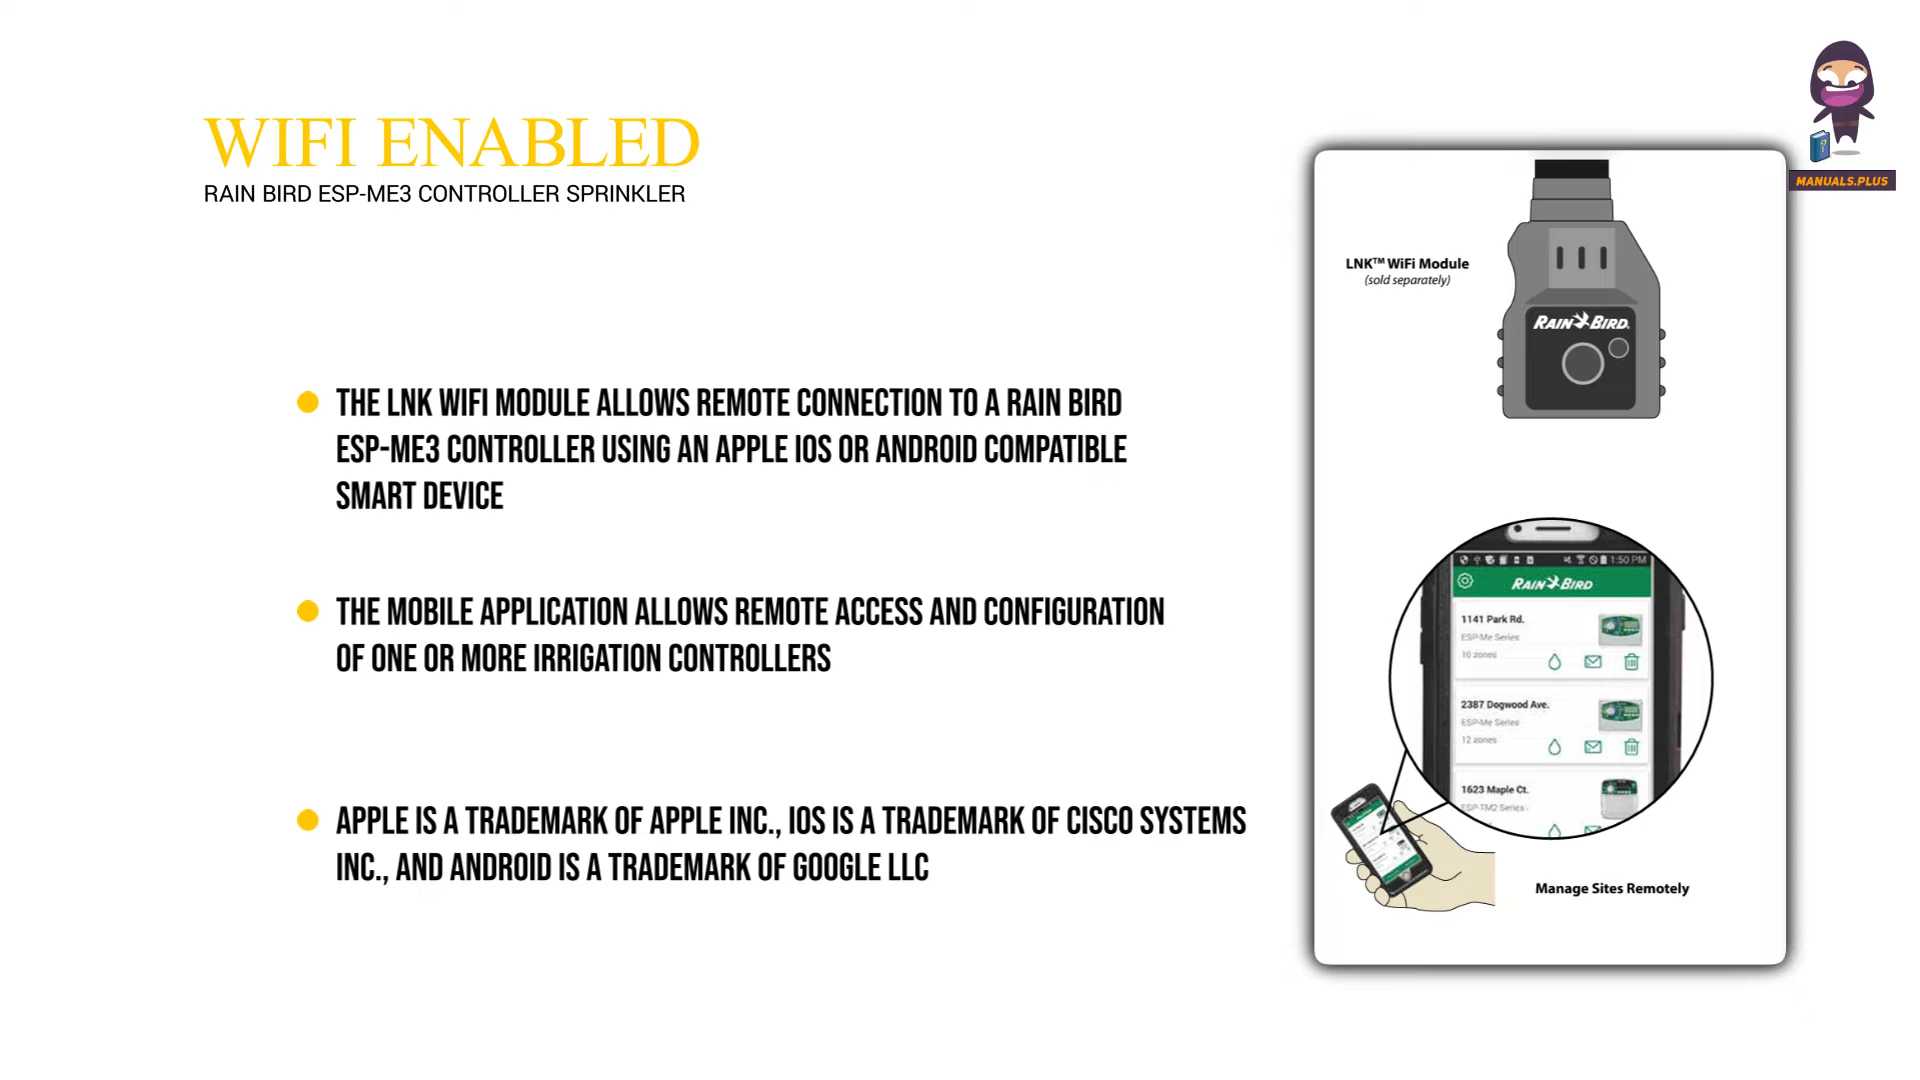 WIFI ENABLED
RAIN BIRD ESP-ME3 CONTROLLER SPRINKLER
THE LNK WIFI MODULE ALLOWS REMOTE CONNECTION TO A RAIN BIRD
ESP-ME3 CONTROLLER USING AN APPLE IOS OR ANDROID COMPATIBLE
SMART DEVICE
THE MOBILE APPLICATION ALLOWS REMOTE ACCESS AND CONFIGURATION
OF ONE OR MORE IRRIGATION CONTROLLERS
APPLE IS A TRADEMARK OF APPLE INC., IOS IS A TRADEMARK OF CISCO SYSTEMS
INC., AND ANDROID IS A TRADEMARK OF GOOGLE LLC
MANUALS.PLUS
LNK™ WiFi Module
(sold separately)
RAIN BIRD
1:50 PM
RAIN BIRD
1141 Park Rd.
ESP-Me Series
10 zones
2387 Dogwood Ave.
ESP-Me Series
12 zones
1623 Maple Ct.
ESP-TM2 Series
Manage Sites Remotely